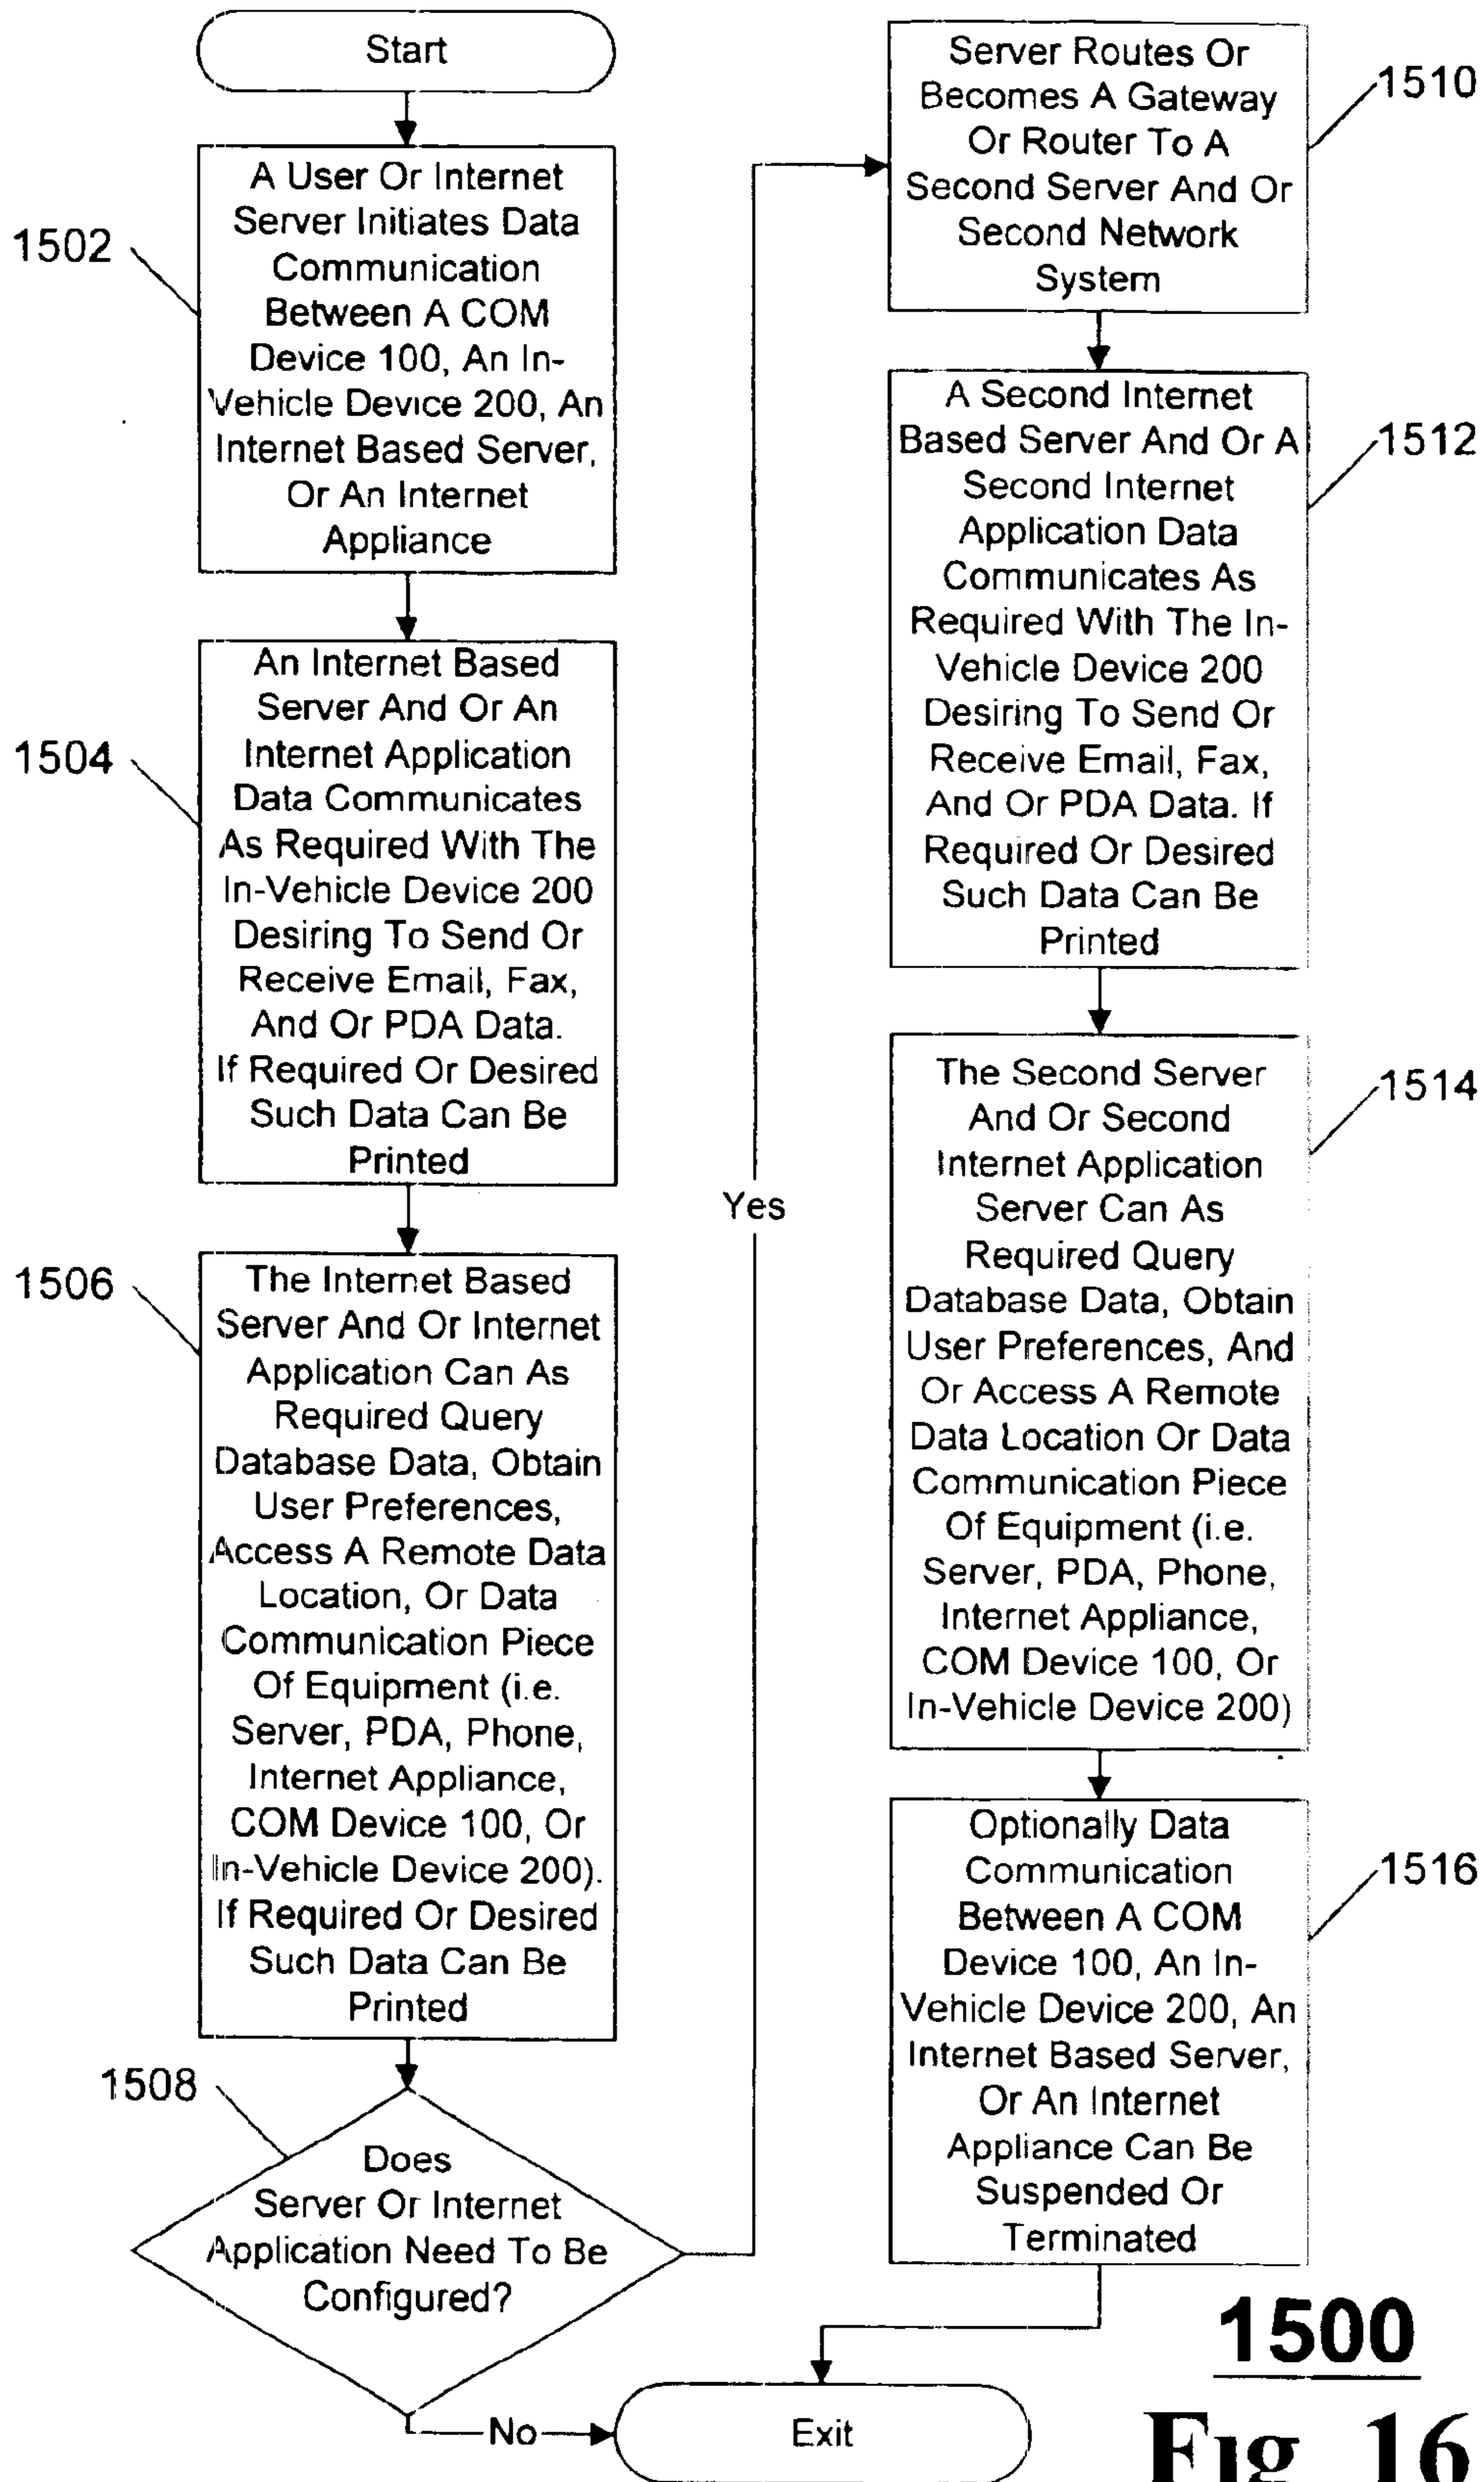 Start
1502
A User Or Internet
Server Initiates Data
Communication
Between A COM
Device 100, An In-
Vehicle Device 200, An
Internet Based Server,
Or An Internet
Appliance
1504
An Internet Based
Server And Or An
Internet Application
Data Communicates
As Required With The
In-Vehicle Device 200
Desiring To Send Or
Receive Email, Fax,
And Or PDA Data.
If Required Or Desired
Such Data Can Be
Printed
1506
The Internet Based
Server And Or Internet
Application Can As
Required Query
Database Data, Obtain
User Preferences,
Access A Remote Data
Location, Or Data
Communication Piece
Of Equipment (i.e.
Server, PDA, Phone,
Internet Appliance,
COM Device 100, Or
In-Vehicle Device 200).
If Required Or Desired
Such Data Can Be
Printed
1508
Does
Server Or Internet
Application Need To Be
Configured?
Yes
No
Server Routes Or
Becomes A Gateway
Or Router To A
Second Server And Or
Second Network
System
1510
A Second Internet
Based Server And Or A
Second Internet
Application Data
Communicates As
Required With The In-
Vehicle Device 200
Desiring To Send Or
Receive Email, Fax,
And Or PDA Data. If
Required Or Desired
Such Data Can Be
Printed
1512
The Second Server
And Or Second
Internet Application
Server Can As
Required Query
Database Data, Obtain
User Preferences, And
Or Access A Remote
Data Location Or Data
Communication Piece
Of Equipment (i.e.
Server, PDA, Phone,
Internet Appliance,
COM Device 100, Or
In-Vehicle Device 200)
1514
Optionally Data
Communication
Between A COM
Device 100, An In-
Vehicle Device 200, An
Internet Based Server,
Or An Internet
Appliance Can Be
Suspended Or
Terminated
1516
Exit
1500
Fig 16